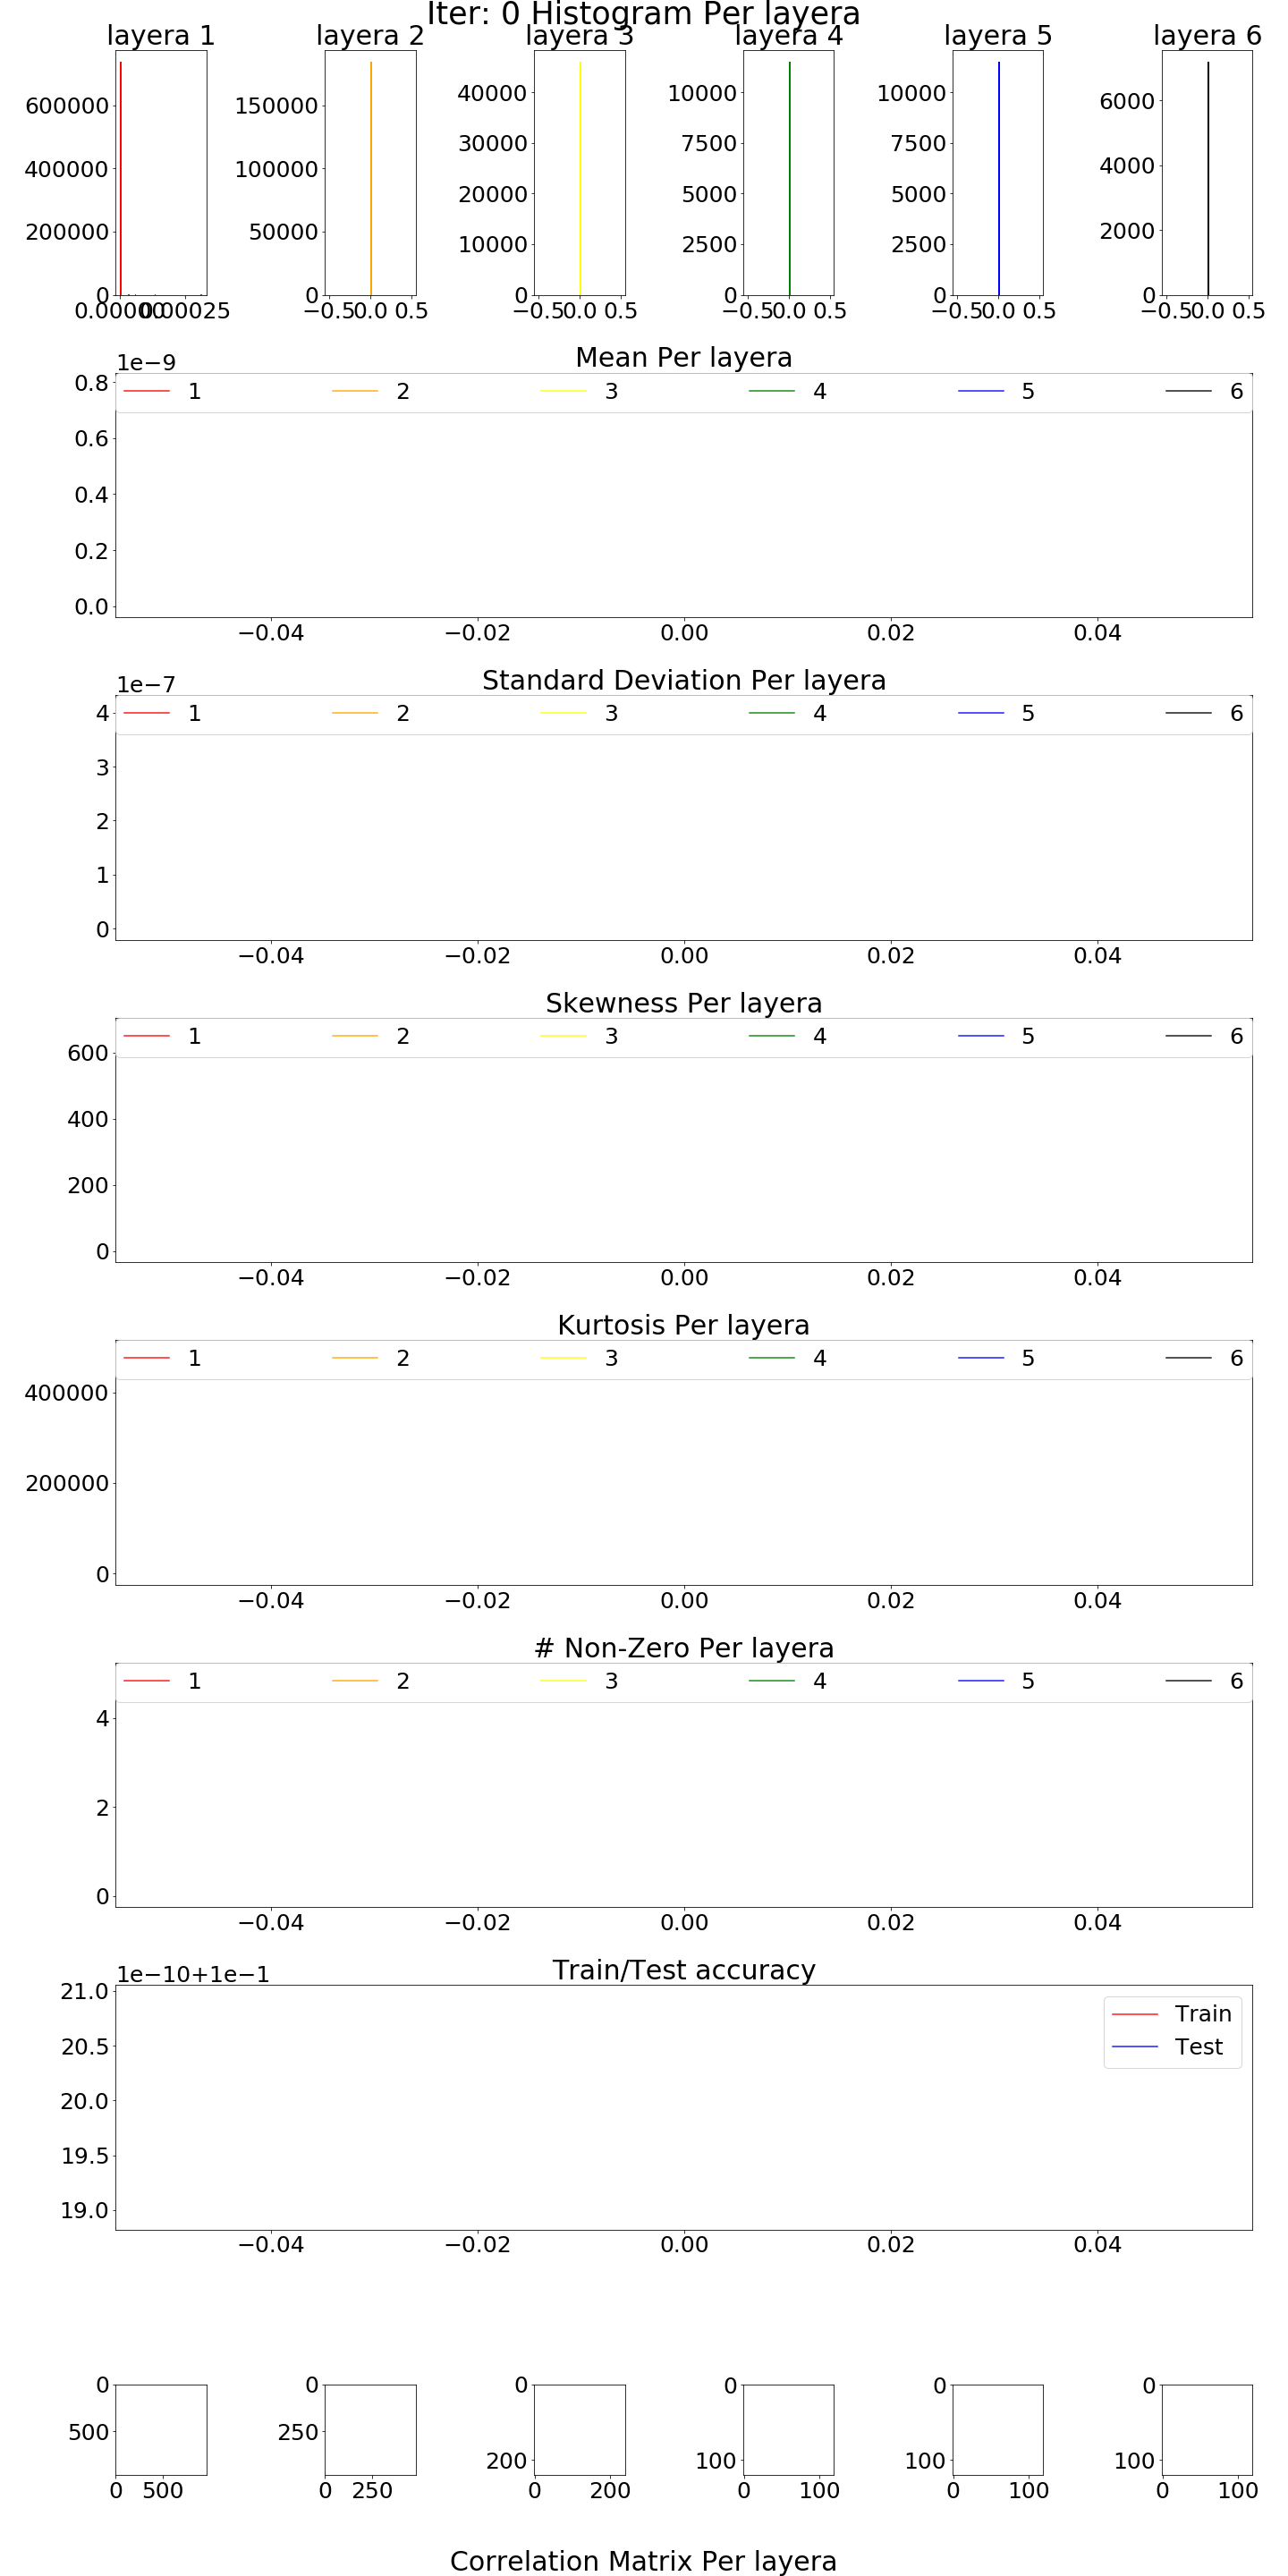 Iter: 0 Histogram Per layera
layera 1 layera 2 layera 3 layera 4 layera 5 layera 6
600000 150000 40000 10000 10000 6000
400000 100000 30000 7500 7500 4000
200000 50000 20000 5000 5000 2000
10000 2500 2500
0 0 0 0 0 0
0.00000 0.00025 −0.5 0.0 0.5 −0.5 0.0 0.5 −0.5 0.0 0.5 −0.5 0.0 0.5 −0.5 0.0 0.5
Mean Per layera
1e−9
0.8 1 2 3 4 5 6
0.6
0.4
0.2
0.0
−0.04 −0.02 0.00 0.02 0.04
Standard Deviation Per layera
1e−7
4 1 2 3 4 5 6
3
2
1
0
−0.04 −0.02 0.00 0.02 0.04
Skewness Per layera
1 2 3 4 5 6
600
400
200
0
−0.04 −0.02 0.00 0.02 0.04
Kurtosis Per layera
1 2 3 4 5 6
400000
200000
0
−0.04 −0.02 0.00 0.02 0.04
# Non-Zero Per layera
1 2 3 4 5 6
4
2
0
−0.04 −0.02 0.00 0.02 0.04
Train/Test accuracy
1e−10+1e−1
21.0
Train
20.5
Test
20.0
19.5
19.0
−0.04 −0.02 0.00 0.02 0.04
0 0 0 0 0 0
500 250 200 100 100 100
0 500 0 250 0 200 0 100 0 100 0 100
Correlation Matrix Per layera